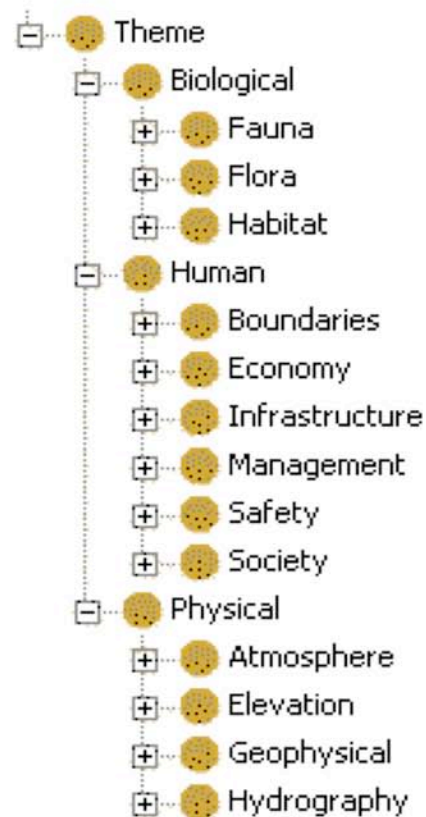 Theme
Biological
Fauna
Flora
Habitat
Human
Boundaries
Economy
Infrastructure
Management
Safety
Society
Physical
Atmosphere
Elevation
Geophysical
Hydrography